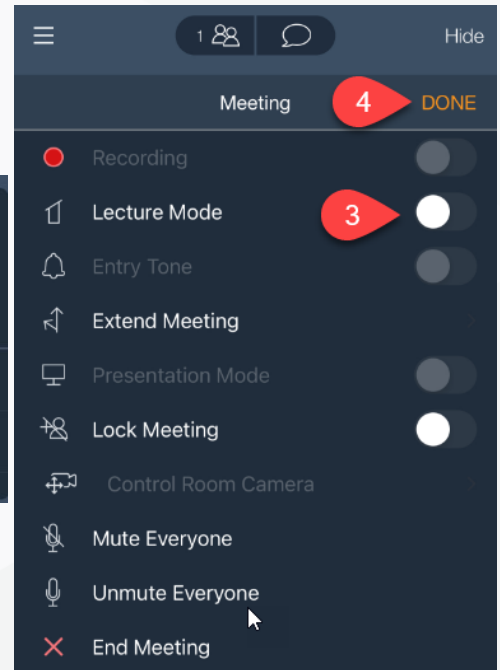 1
Hide
Meeting
4
DONE
Recording
Lecture Mode
3
Entry Tone
Extend Meeting
Presentation Mode
Lock Meeting
Control Room Camera
Mute Everyone
Unmute Everyone
End Meeting